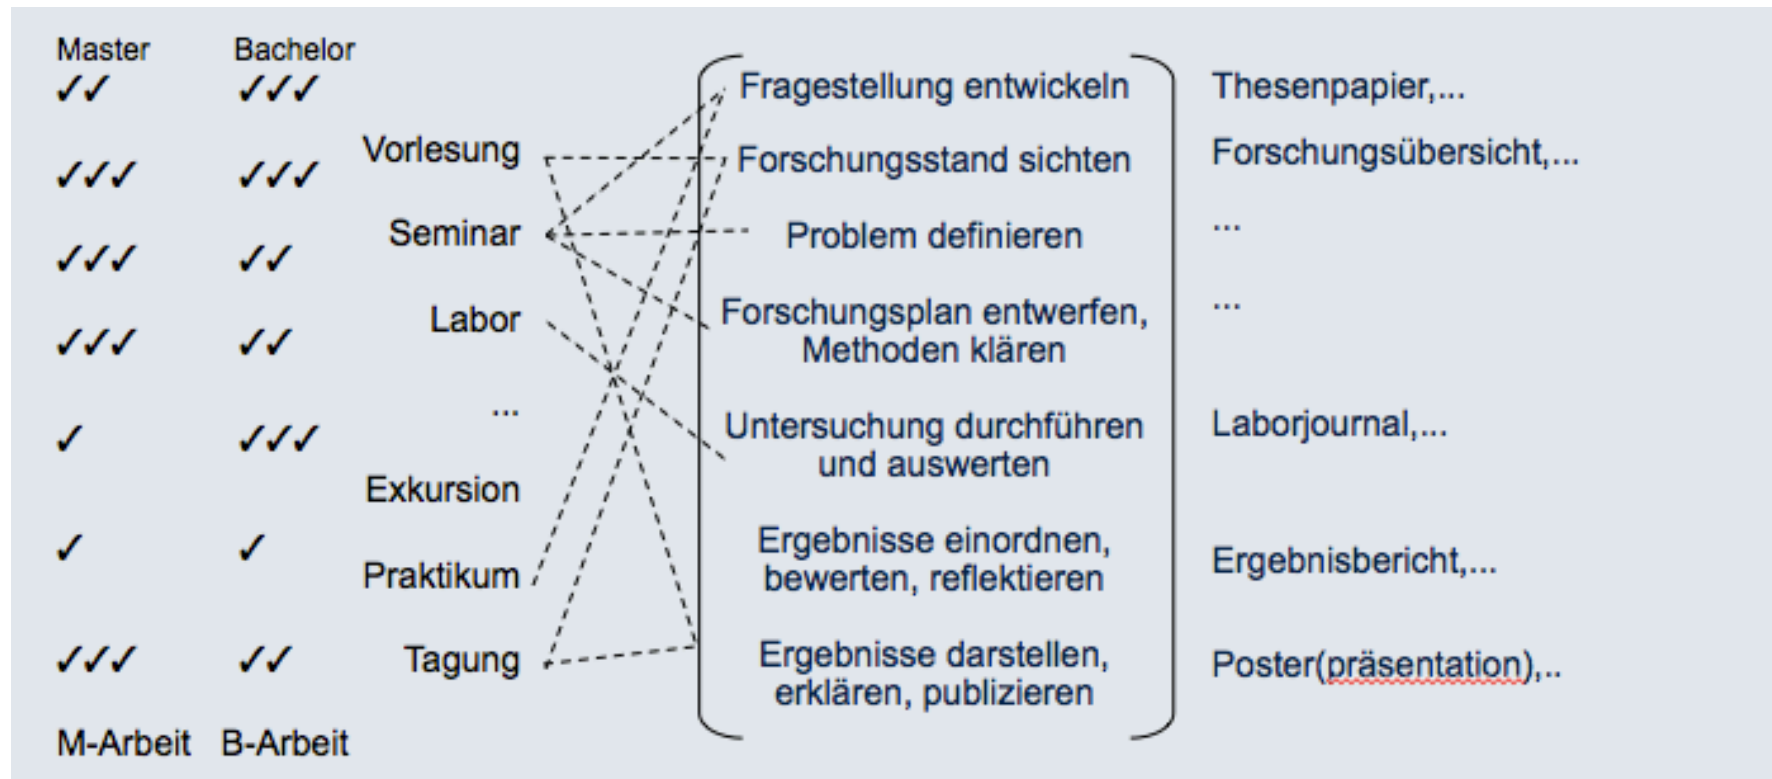 Master Bachelor
✓✓ ✓✓✓ Fragestellung entwickeln Thesenpapier,...
Vorlesung Forschungsstand sichten Forschungsübersicht,...
✓✓✓ ✓✓✓
Seminar Problem definieren ...
✓✓✓ ✓✓
Labor Forschungsplan entwerfen, ...
✓✓✓ ✓✓ Methoden klären
...
✓ ✓✓✓ Untersuchung durchführen Laborjournal,...
und auswerten
Exkursion
✓ ✓ Ergebnisse einordnen, Ergebnisbericht,...
Praktikum bewerten, reflektieren
✓✓✓ ✓✓ Tagung Ergebnisse darstellen, Poster(präsentation),..
erklären, publizieren
M-Arbeit B-Arbeit